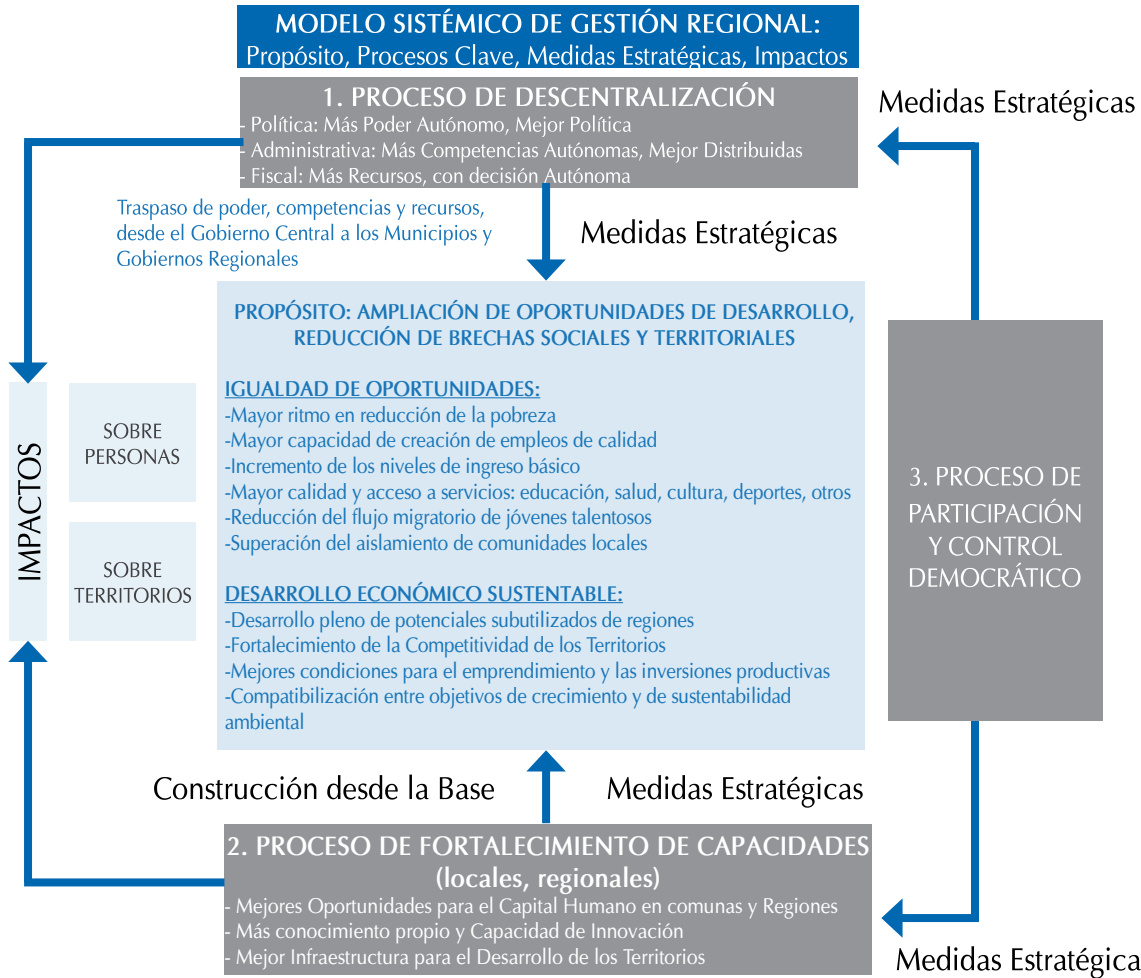 MODELO SISTÉMICO DE GESTIÓN REGIONAL:
Propósito, Procesos Clave, Medidas Estratégicas, Impactos
1. PROCESO DE DESCENTRALIZACIÓN
- Política: Más Poder Autónomo, Mejor Política
- Administrativa: Más Competencias Autónomas, Mejor Distribuidas
- Fiscal: Más Recursos, con decisión Autónoma
Medidas Estratégicas
Traspaso de poder, competencias y recursos,
desde el Gobierno Central a los Municipios y
Gobiernos Regionales
Medidas Estratégicas
PROPÓSITO: AMPLIACIÓN DE OPORTUNIDADES DE DESARROLLO,
REDUCCIÓN DE BRECHAS SOCIALES Y TERRITORIALES
IGUALDAD DE OPORTUNIDADES:
-Mayor ritmo en reducción de la pobreza
-Mayor capacidad de creación de empleos de calidad
-Incremento de los niveles de ingreso básico
-Mayor calidad y acceso a servicios: educación, salud, cultura, deportes, otros
-Reducción del flujo migratorio de jóvenes talentosos
-Superación del aislamiento de comunidades locales
DESARROLLO ECONÓMICO SUSTENTABLE:
-Desarrollo pleno de potenciales subutilizados de regiones
-Fortalecimiento de la Competitividad de los Territorios
-Mejores condiciones para el emprendimiento y las inversiones productivas
-Compatibilización entre objetivos de crecimiento y de sustentabilidad
ambiental
IMPACTOS
SOBRE
PERSONAS
SOBRE
TERRITORIOS
3. PROCESO DE
PARTICIPACIÓN
Y CONTROL
DEMOCRÁTICO
Construcción desde la Base
Medidas Estratégicas
2. PROCESO DE FORTALECIMIENTO DE CAPACIDADES
(locales, regionales)
- Mejores Oportunidades para el Capital Humano en comunas y Regiones
- Más conocimiento propio y Capacidad de Innovación
- Mejor Infraestructura para el Desarrollo de los Territorios
Medidas Estratégica